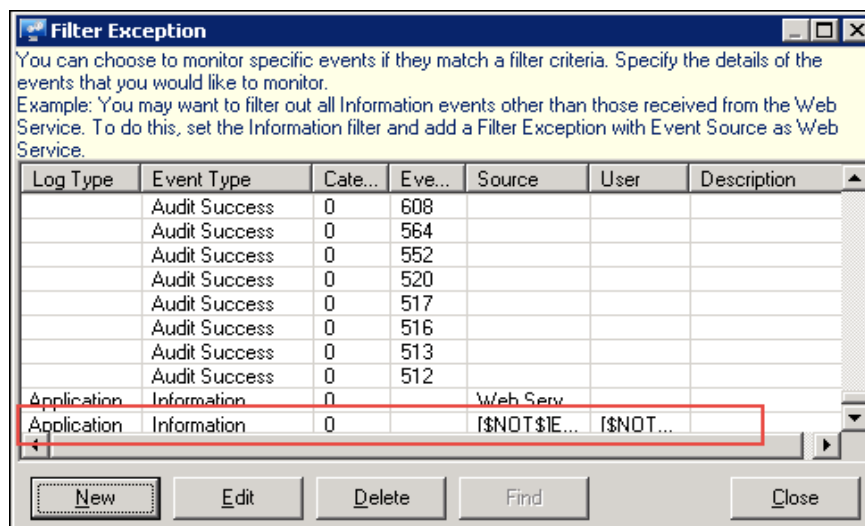 Filter Exception
You can choose to monitor specific events if they match a filter criteria. Specify the details of the
events that you would like to monitor.
Example: You may want to filter out all Information events other than those received from the Web
Service. To do this, set the Information filter and add a Filter Exception with Event Source as Web
Service.
Log Type Event Type Cate... Eve... Source User Description
Audit Success 0 608
Audit Success 0 564
Audit Success 0 552
Audit Success 0 520
Audit Success 0 517
Audit Success 0 516
Audit Success 0 513
Audit Success 0 512
Application Information 0 Web Serv...
Application Information 0 [$NOT$]E... [$NOT...
New Edit Delete Find Close